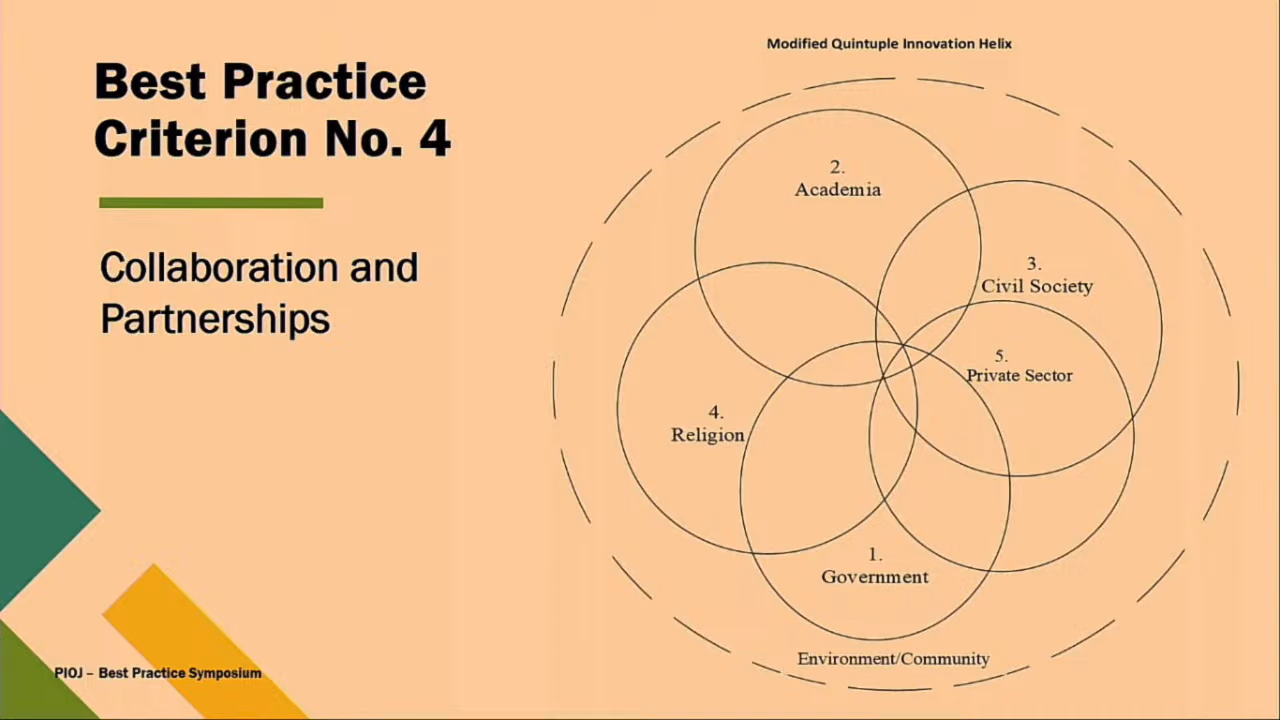 Best Practice
Criterion No. 4
Collaboration and
Partnerships
Modified Quintuple Innovation Helix
2.
Academia
3.
Civil Society
5.
Private Sector
4.
Religion
1.
Government
Environment/Community
PIOJ – Best Practice Symposium